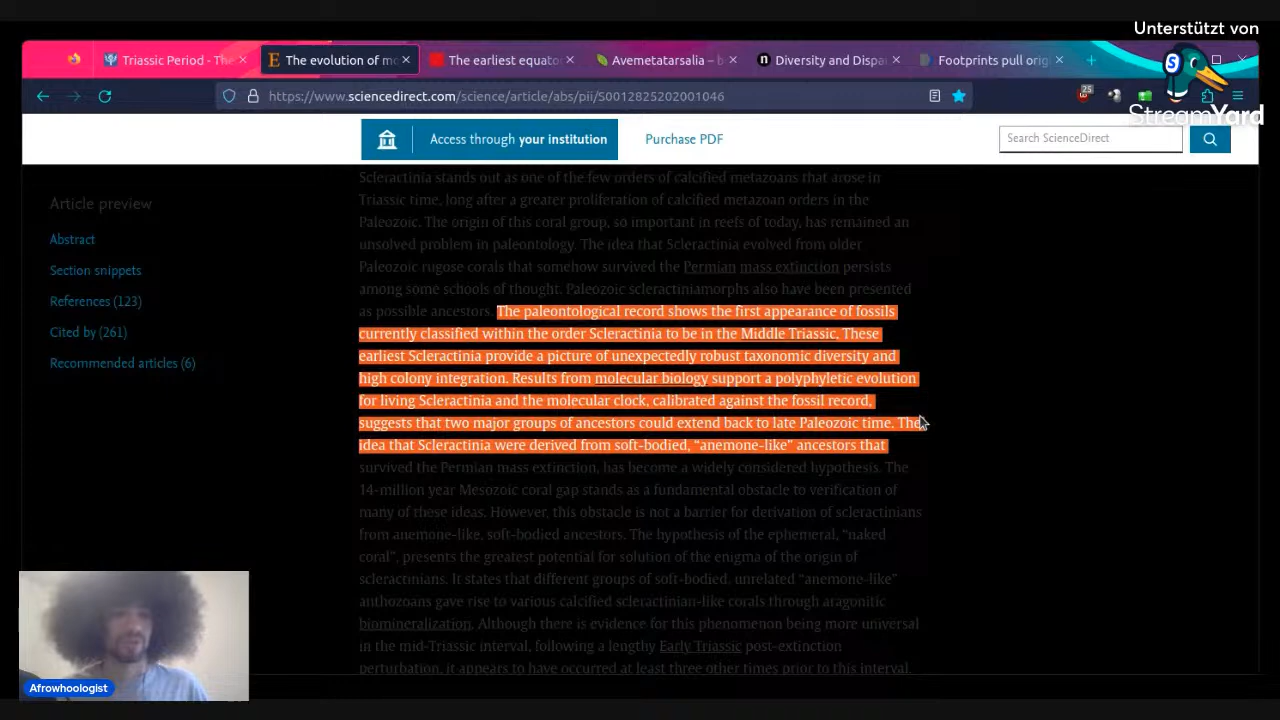 Unterstützt von
StreamYard
Triassic Period - The
The evolution of mo
The earliest equato
Avemetatarsalia – b
Diversity and Dispa
Footprints pull orig
https://www.sciencedirect.com/science/article/abs/pii/S0012825202001046
25
Access through your institution
Purchase PDF
Search ScienceDirect
Article preview
Abstract
Section snippets
References (123)
Cited by (261)
Recommended articles (6)
Scleractinia stands out as one of the few orders of calcified metazoans that arose in
Triassic time, long after a greater proliferation of calcified metazoan orders in the
Paleozoic. The origin of this coral group, so important in reefs of today, has remained an
unsolved problem in paleontology. The idea that Scleractinia evolved from older
Paleozoic rugose corals that somehow survived the Permian mass extinction persists
among some schools of thought. Paleozoic scleractiniamorphs also have been presented
as possible ancestors. The paleontological record shows the first appearance of fossils
currently classified within the order Scleractinia to be in the Middle Triassic. These
earliest Scleractinia provide a picture of unexpectedly robust taxonomic diversity and
high colony integration. Results from molecular biology support a polyphyletic evolution
for living Scleractinia and the molecular clock, calibrated against the fossil record,
suggests that two major groups of ancestors could extend back to late Paleozoic time. The
idea that Scleractinia were derived from soft-bodied, “anemone-like” ancestors that
survived the Permian mass extinction, has become a widely considered hypothesis. The
14-million year Mesozoic coral gap stands as a fundamental obstacle to verification of
many of these ideas. However, this obstacle is not a barrier for derivation of scleractinians
from anemone-like, soft-bodied ancestors. The hypothesis of the ephemeral, “naked
coral”, presents the greatest potential for solution of the enigma of the origin of
scleractinians. It states that different groups of soft-bodied, unrelated “anemone-like”
anthozoans gave rise to various calcified scleractinian-like corals through aragonitic
biomineralization. Although there is evidence for this phenomenon being more universal
in the mid-Triassic interval, following a lengthy Early Triassic post-extinction
perturbation, it appears to have occurred at least three other times prior to this interval.
Afrowhoologist